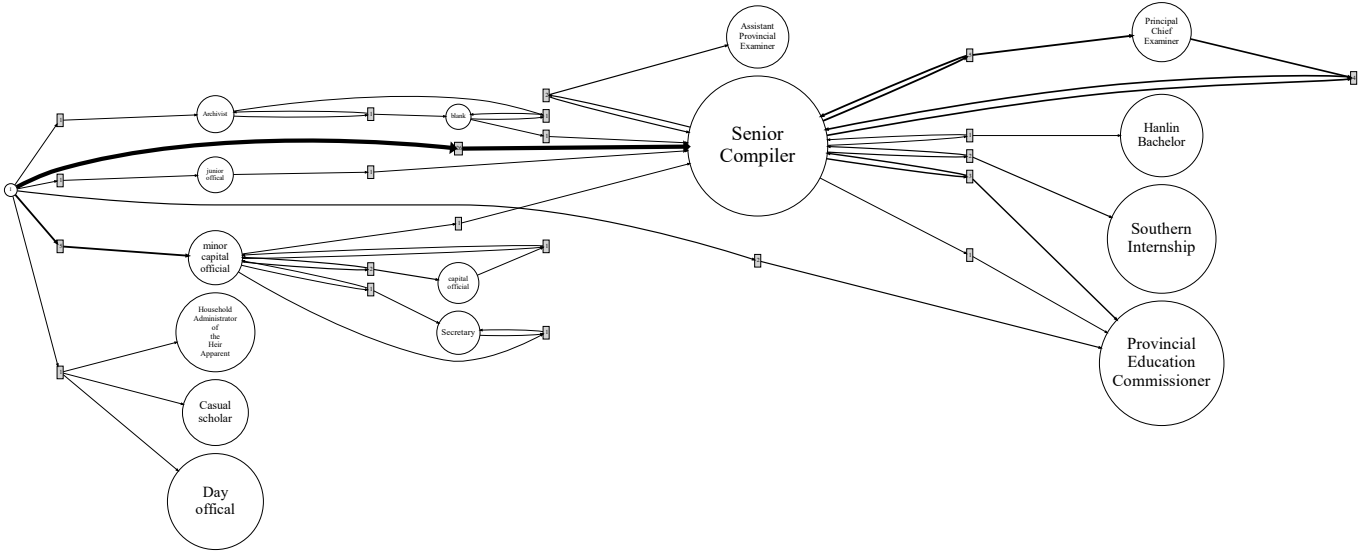 Assistant
Provincial
Examiner
Principal
Chief
Examiner
Archivist
blank
Senior
Compiler
Hanlin
Bachelor
junior
offical
Southern
Internship
minor
capital
official
capital
official
Household
Administrator
of
the
Heir
Apparent
Secretary
Provincial
Education
Commissioner
Casual
scholar
Day
offical